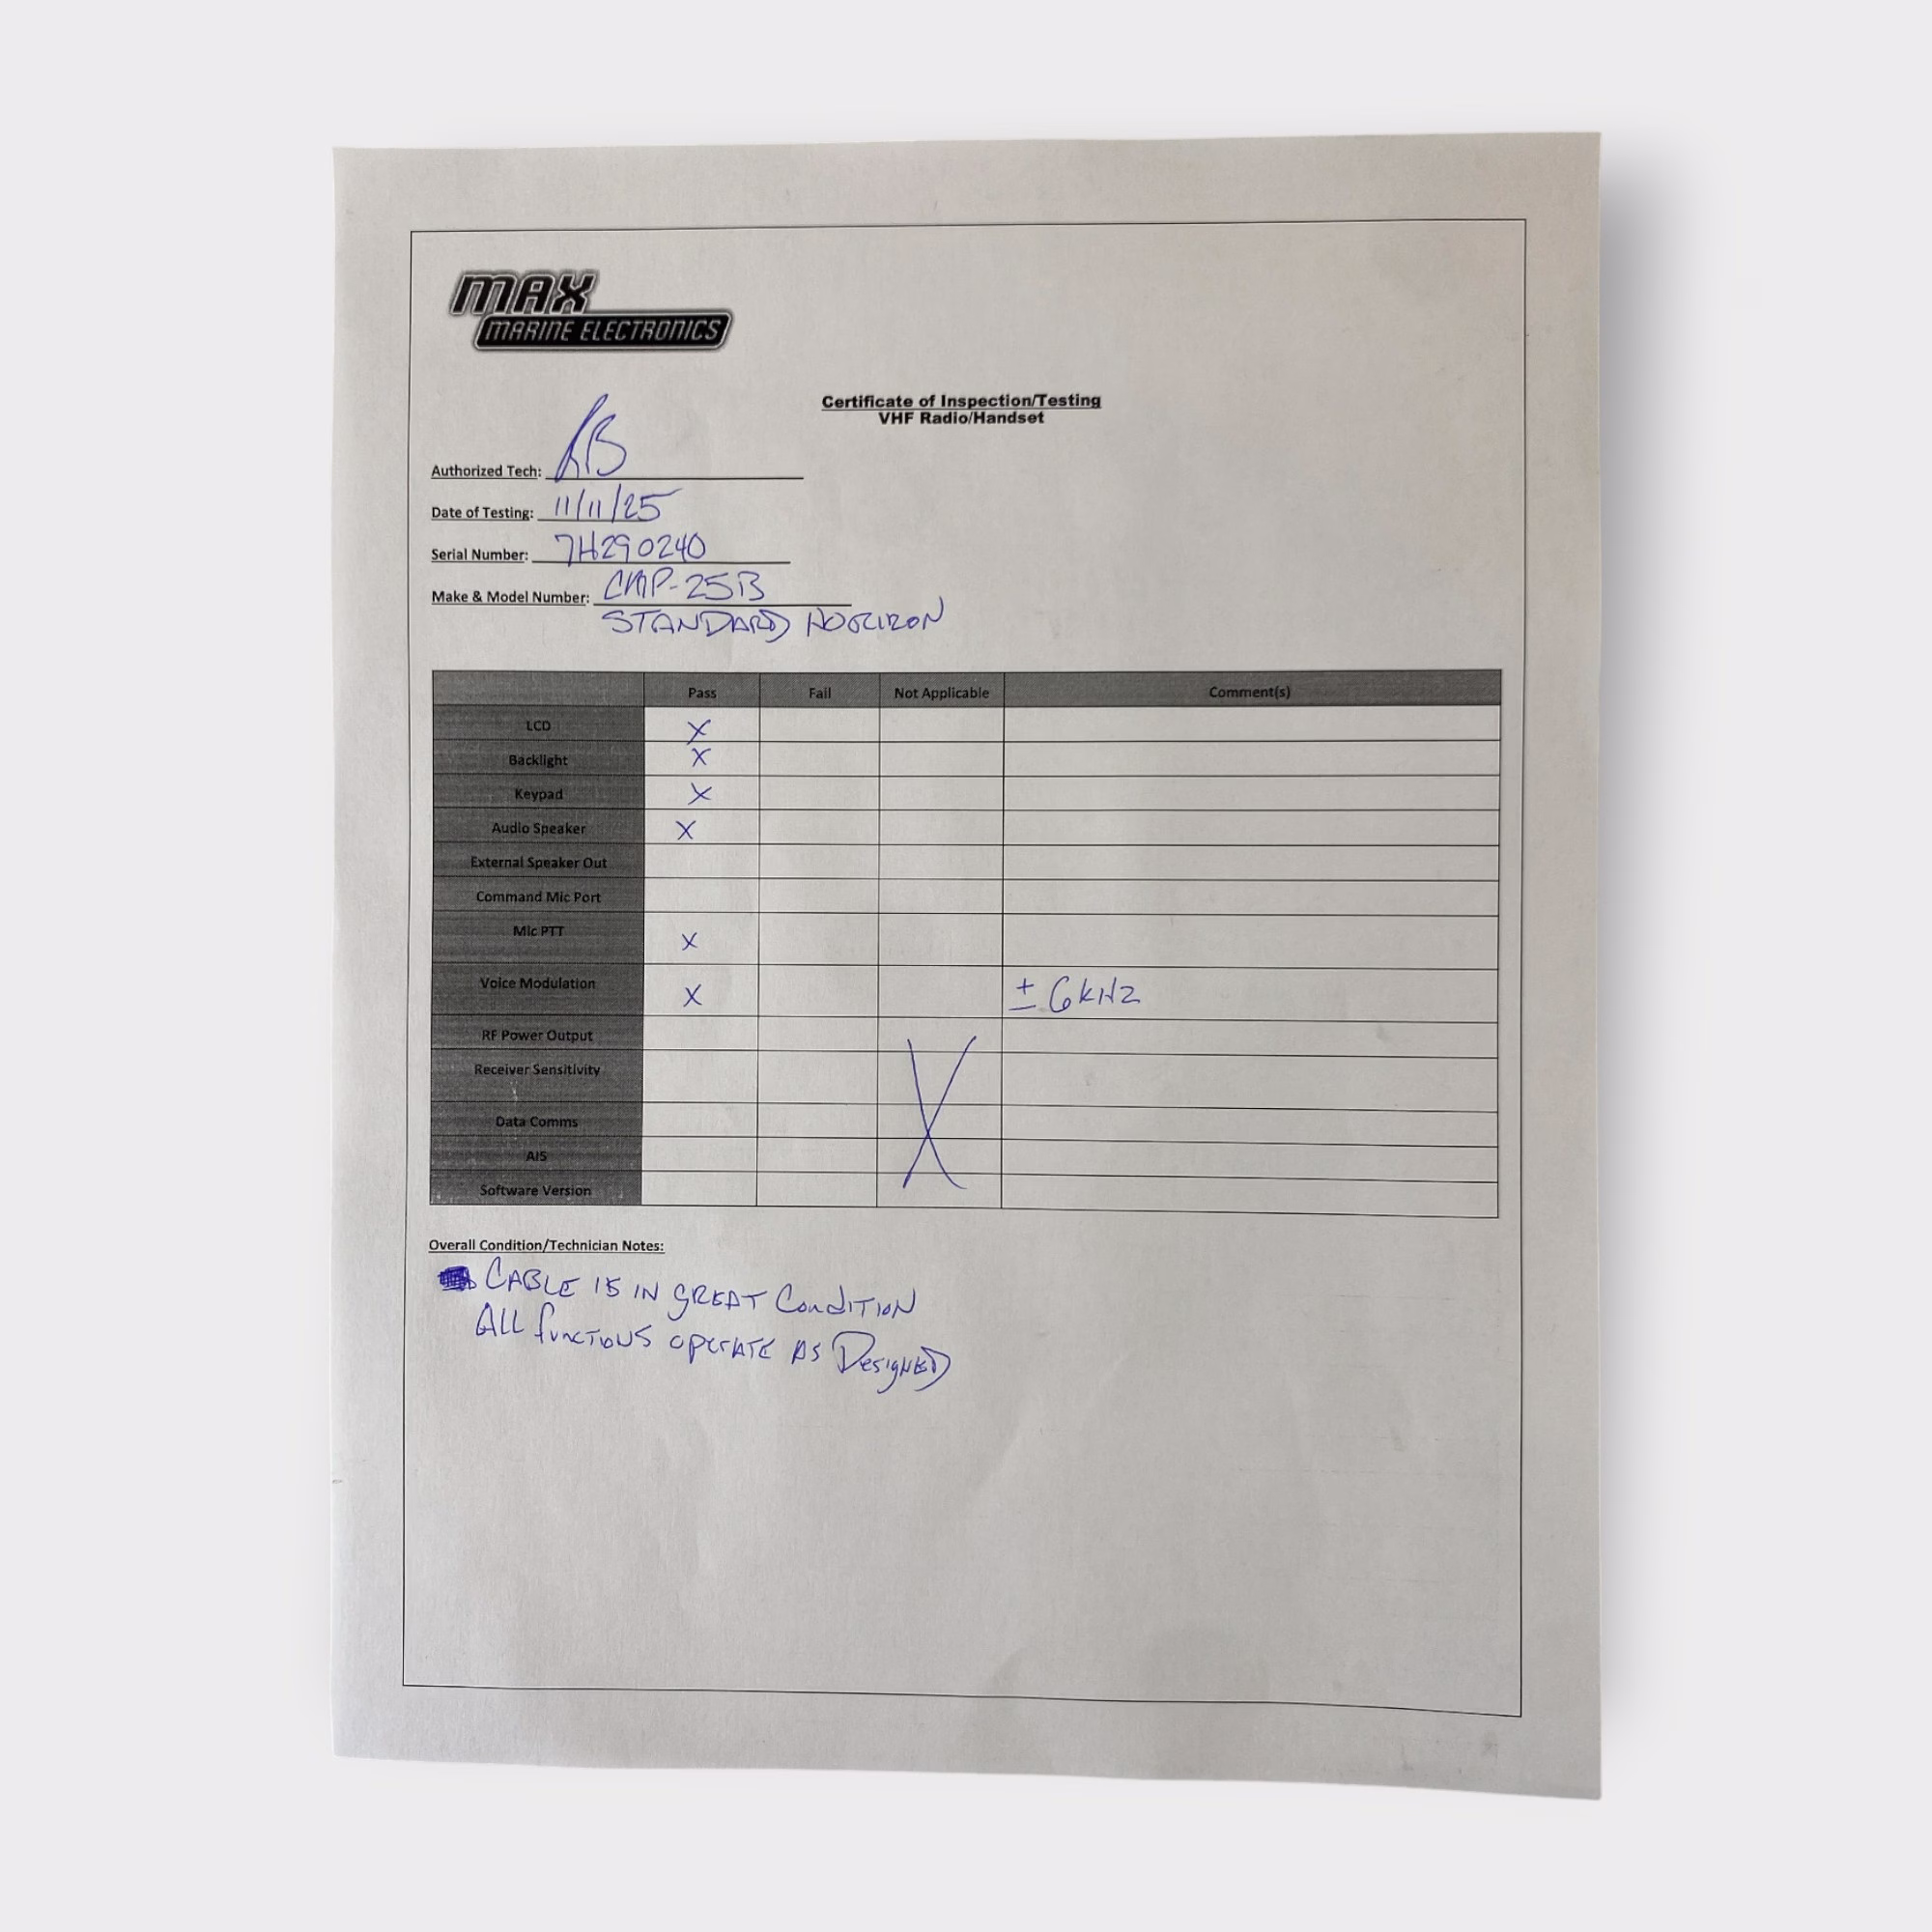 MAX
MARINE ELECTRONICS
Certificate of Inspection/Testing
VHF Radio/Handset
Authorized Tech: RB
Date of Testing: 11/11/25
Serial Number: 7H290240
Make & Model Number: CMP-25B
STANDARD HORIZON
Pass Fail Not Applicable Comment(s)
LCD X
Backlight X
Keypad X
Audio Speaker X
External Speaker Out
Command Mic Port
Mic PTT X
Voice Modulation X ± 6 kHz
RF Power Output
Receiver Sensitivity
Data Comms X
AIS
Software Version
Overall Condition/Technician Notes:
CABLE IS IN GREAT CONDITION
ALL functions operate as Designed